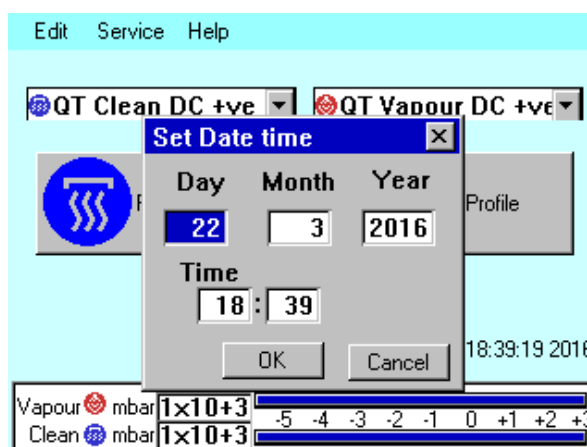 Edit Service Help
QT Clean DC +ve QT Vapour DC +ve
Set Date time
Day Month Year
22 3 2016
Profile
Time
18 : 39
OK Cancel
18:39:19 2016
Vapour mbar 1x10+3
-5 -4 -3 -2 -1 0 +1 +2
Clean mbar 1x10+3